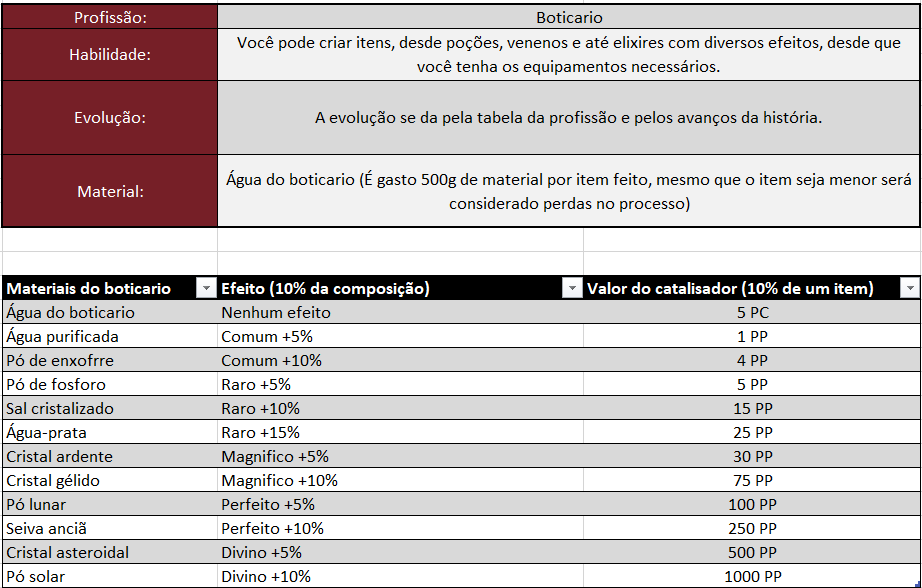 Profissão: Boticario
Habilidade: Você pode criar itens, desde poções, venenos e até elixires com diversos efeitos, desde que
você tenha os equipamentos necessários.
Evolução: A evolução se da pela tabela da profissão e pelos avanços da história.
Material: Água do boticario (É gasto 500g de material por item feito, mesmo que o item seja menor será
considerado perdas no processo)
Materiais do boticario Efeito (10% da composição) Valor do catalisador (10% de um item)
Água do boticario Nenhum efeito 5 PC
Água purificada Comum +5% 1 PP
Pó de enxofrre Comum +10% 4 PP
Pó de fosforo Raro +5% 5 PP
Sal cristalizado Raro +10% 15 PP
Água-prata Raro +15% 25 PP
Cristal ardente Magnifico +5% 30 PP
Cristal gélido Magnifico +10% 75 PP
Pó lunar Perfeito +5% 100 PP
Seiva anciã Perfeito +10% 250 PP
Cristal asteroidal Divino +5% 500 PP
Pó solar Divino +10% 1000 PP